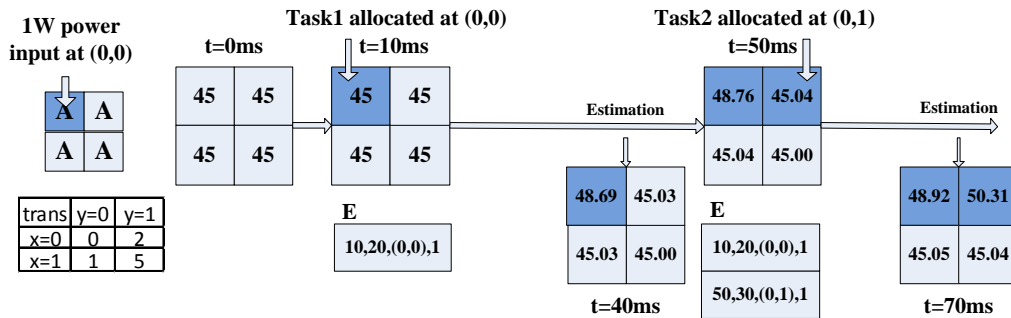 1W power
input at (0,0)
A A
A A
trans y=0 y=1
x=0 0 2
x=1 1 5
t=0ms
45 45
45 45
Task1 allocated at (0,0)
t=10ms
45 45
45 45
E
10,20,(0,0),1
Estimation
48.69 45.03
45.03 45.00
t=40ms
Task2 allocated at (0,1)
t=50ms
48.76 45.04
45.04 45.00
E
10,20,(0,0),1
50,30,(0,1),1
Estimation
48.92 50.31
45.05 45.04
t=70ms